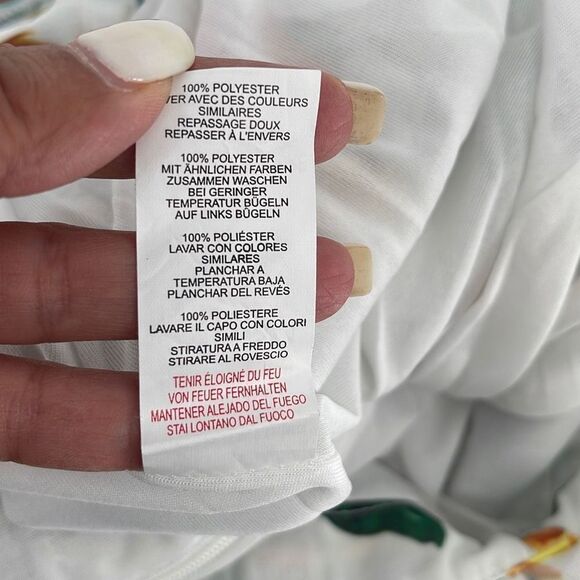 100% POLYESTER
VER AVEC DES COULEURS
SIMILAIRES
REPASSAGE DOUX
REPASSER À L'ENVERS
100% POLYESTER
MIT ÄHNLICHEN FARBEN
ZUSAMMEN WASCHEN
BEI GERINGER
TEMPERATUR BÜGELN
AUF LINKS BÜGELN
100% POLIÉSTER
LAVAR CON COLORES
SIMILARES
PLANCHAR A
TEMPERATURA BAJA
PLANCHAR DEL REVÉS
100% POLIESTERE
LAVARE IL CAPO CON COLORI
SIMILI
STIRATURA A FREDDO
STIRARE AL ROVESCIO
TENIR ÉLOIGNÉ DU FEU
VON FEUER FERNHALTEN
MANTENER ALEJADO DEL FUEGO
STAI LONTANO DAL FUOCO